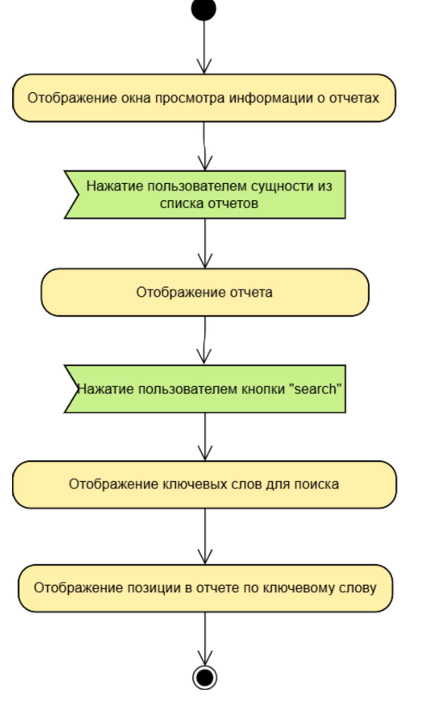 Отображение окна просмотра информации о отчетах
Нажатие пользователем сущности из
списка отчетов
Отображение отчета
Нажатие пользователем кнопки "search"
Отображение ключевых слов для поиска
Отображение позиции в отчете по ключевому слову